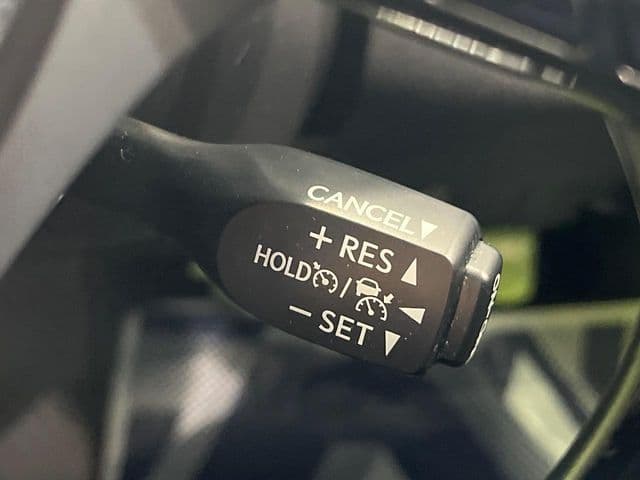 CANCEL▼
+ RES ▲
HOLD / ◀
− SET ▼